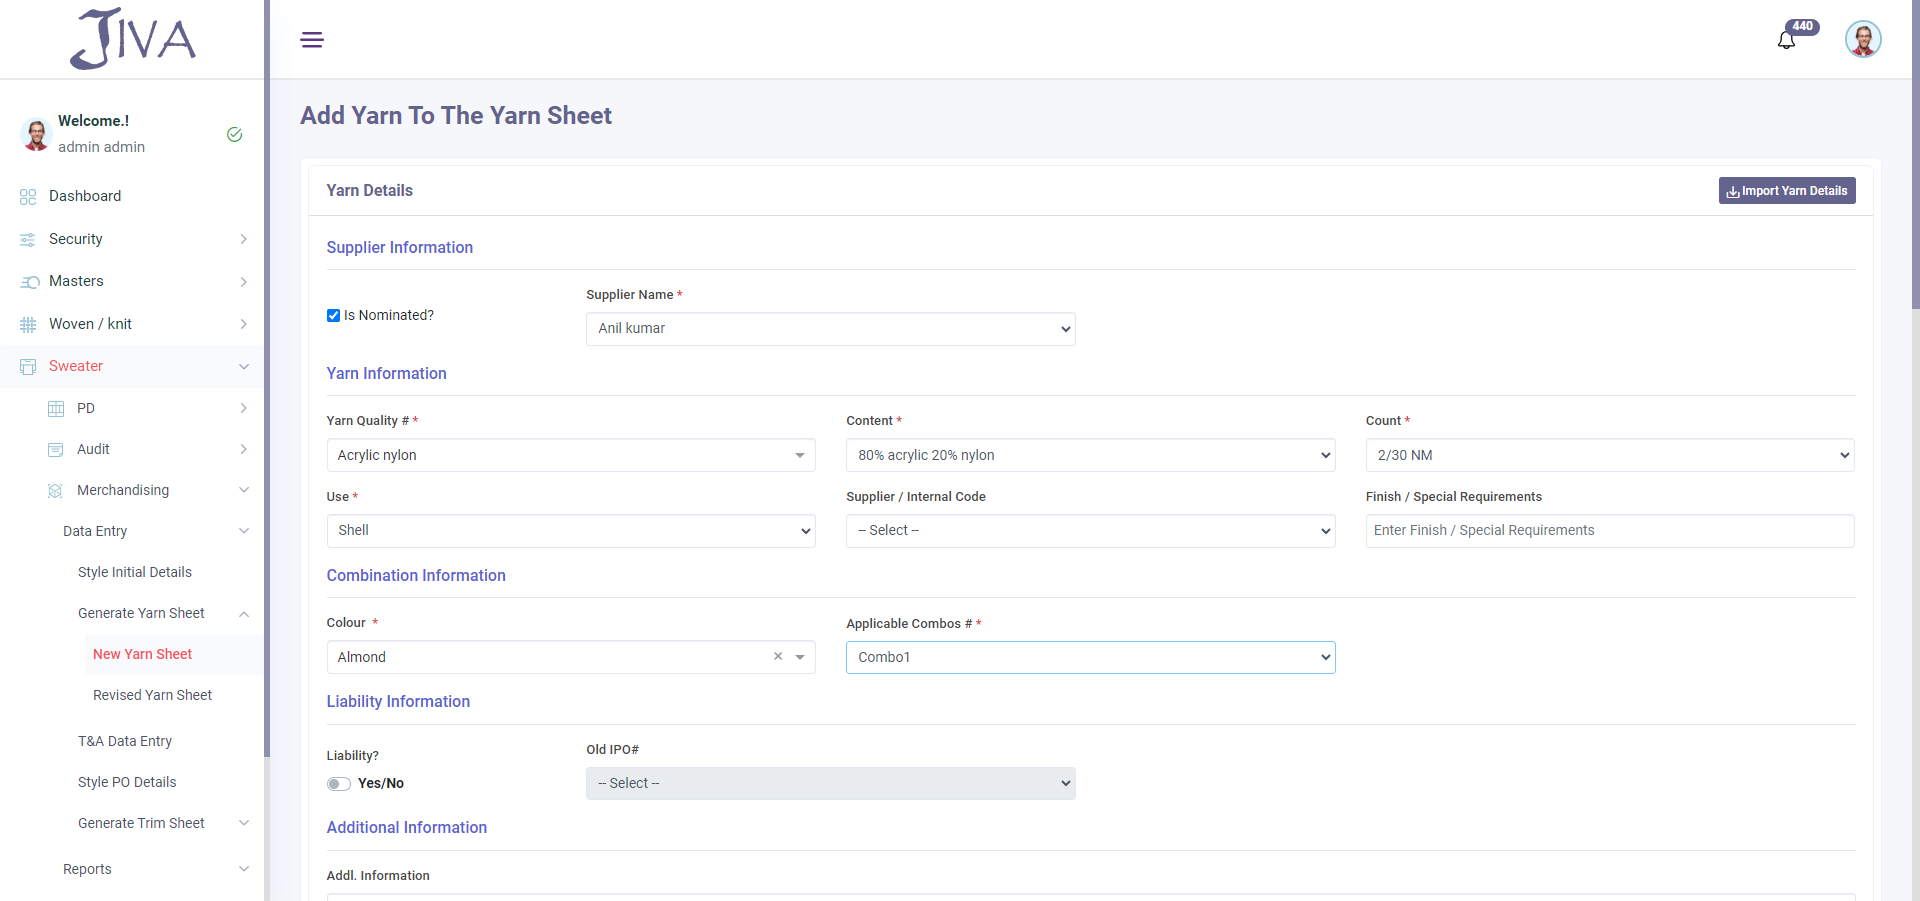 JIVA
440
Welcome.!
admin admin
Dashboard
Security
Masters
Woven / knit
Sweater
PD
Audit
Merchandising
Data Entry
Style Initial Details
Generate Yarn Sheet
New Yarn Sheet
Revised Yarn Sheet
T&A Data Entry
Style PO Details
Generate Trim Sheet
Reports
Add Yarn To The Yarn Sheet
Yarn Details
Import Yarn Details
Supplier Information
Is Nominated?
Supplier Name *
Anil kumar
Yarn Information
Yarn Quality # * Content * Count *
Acrylic nylon 80% acrylic 20% nylon 2/30 NM
Use * Supplier / Internal Code Finish / Special Requirements
Shell -- Select -- Enter Finish / Special Requirements
Combination Information
Colour * Applicable Combos # *
Almond × Combo1
Liability Information
Liability? Old IPO#
Yes/No -- Select --
Additional Information
Addl. Information